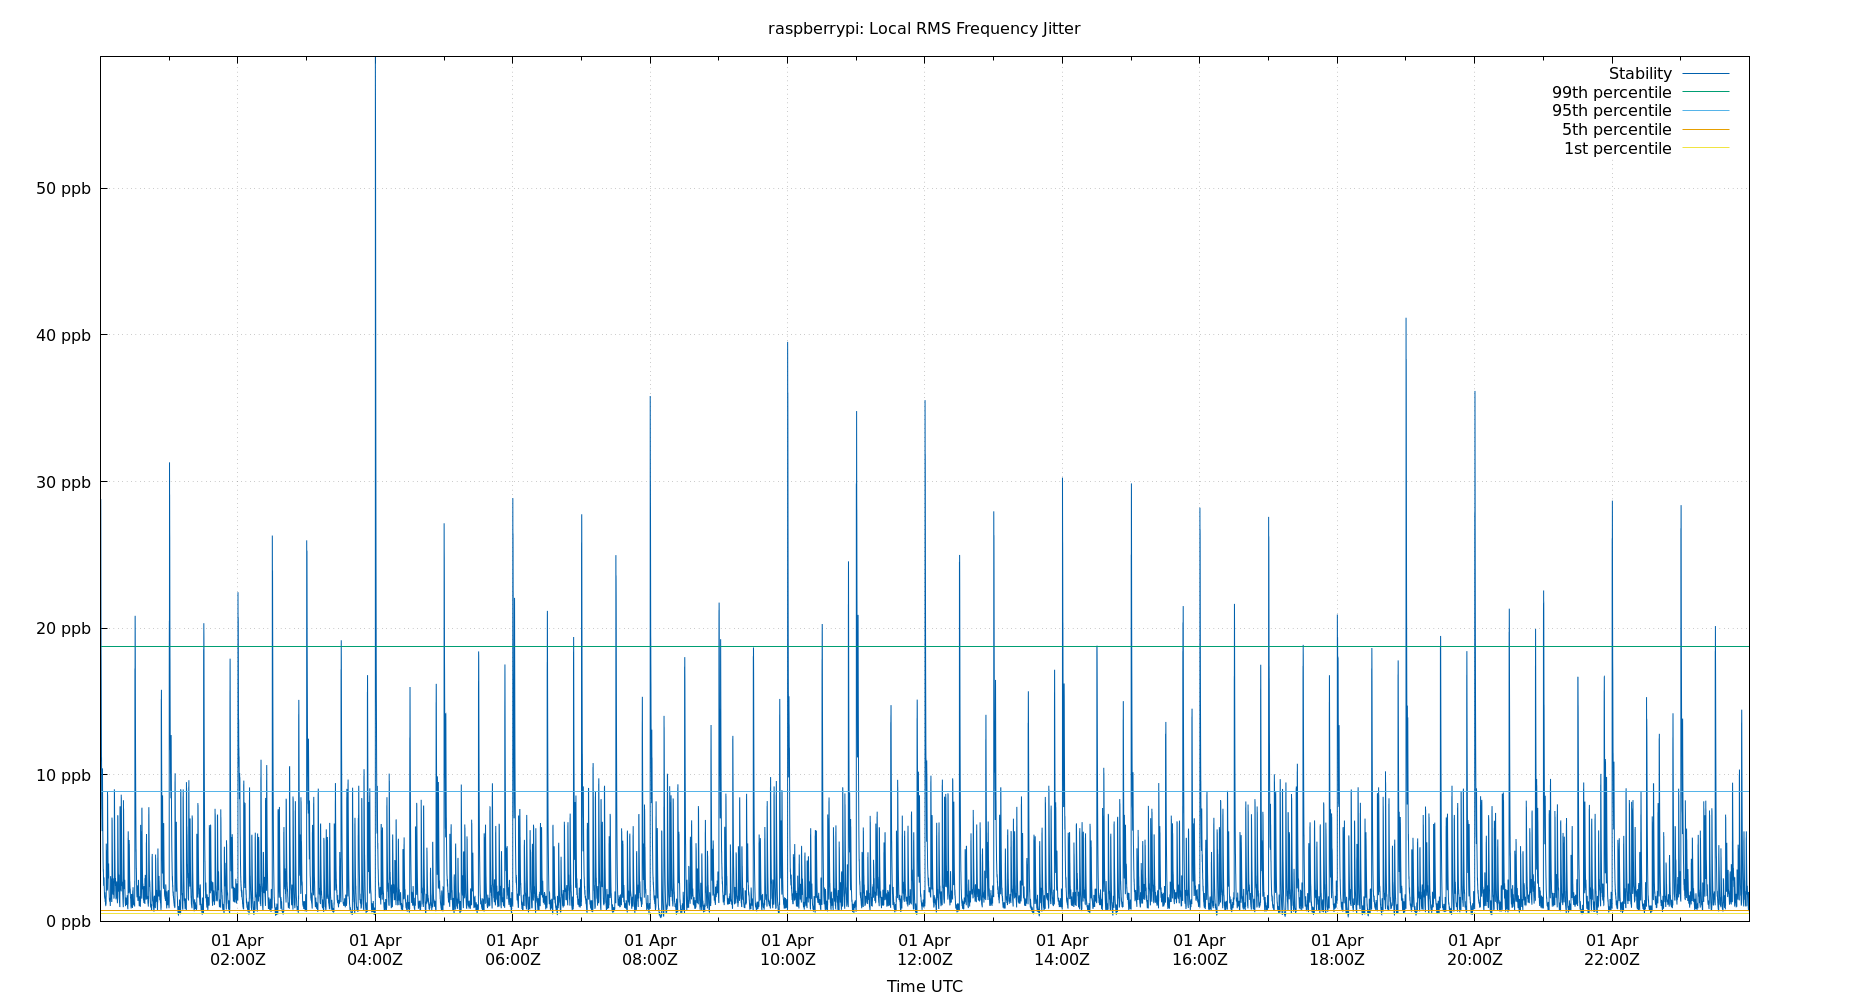 raspberrypi: Local RMS Frequency Jitter
Stability
99th percentile
95th percentile
5th percentile
1st percentile
50 ppb
40 ppb
30 ppb
20 ppb
10 ppb
0 ppb
01 Apr 01 Apr 01 Apr 01 Apr 01 Apr 01 Apr 01 Apr 01 Apr 01 Apr 01 Apr 01 Apr
02:00Z 04:00Z 06:00Z 08:00Z 10:00Z 12:00Z 14:00Z 16:00Z 18:00Z 20:00Z 22:00Z
Time UTC